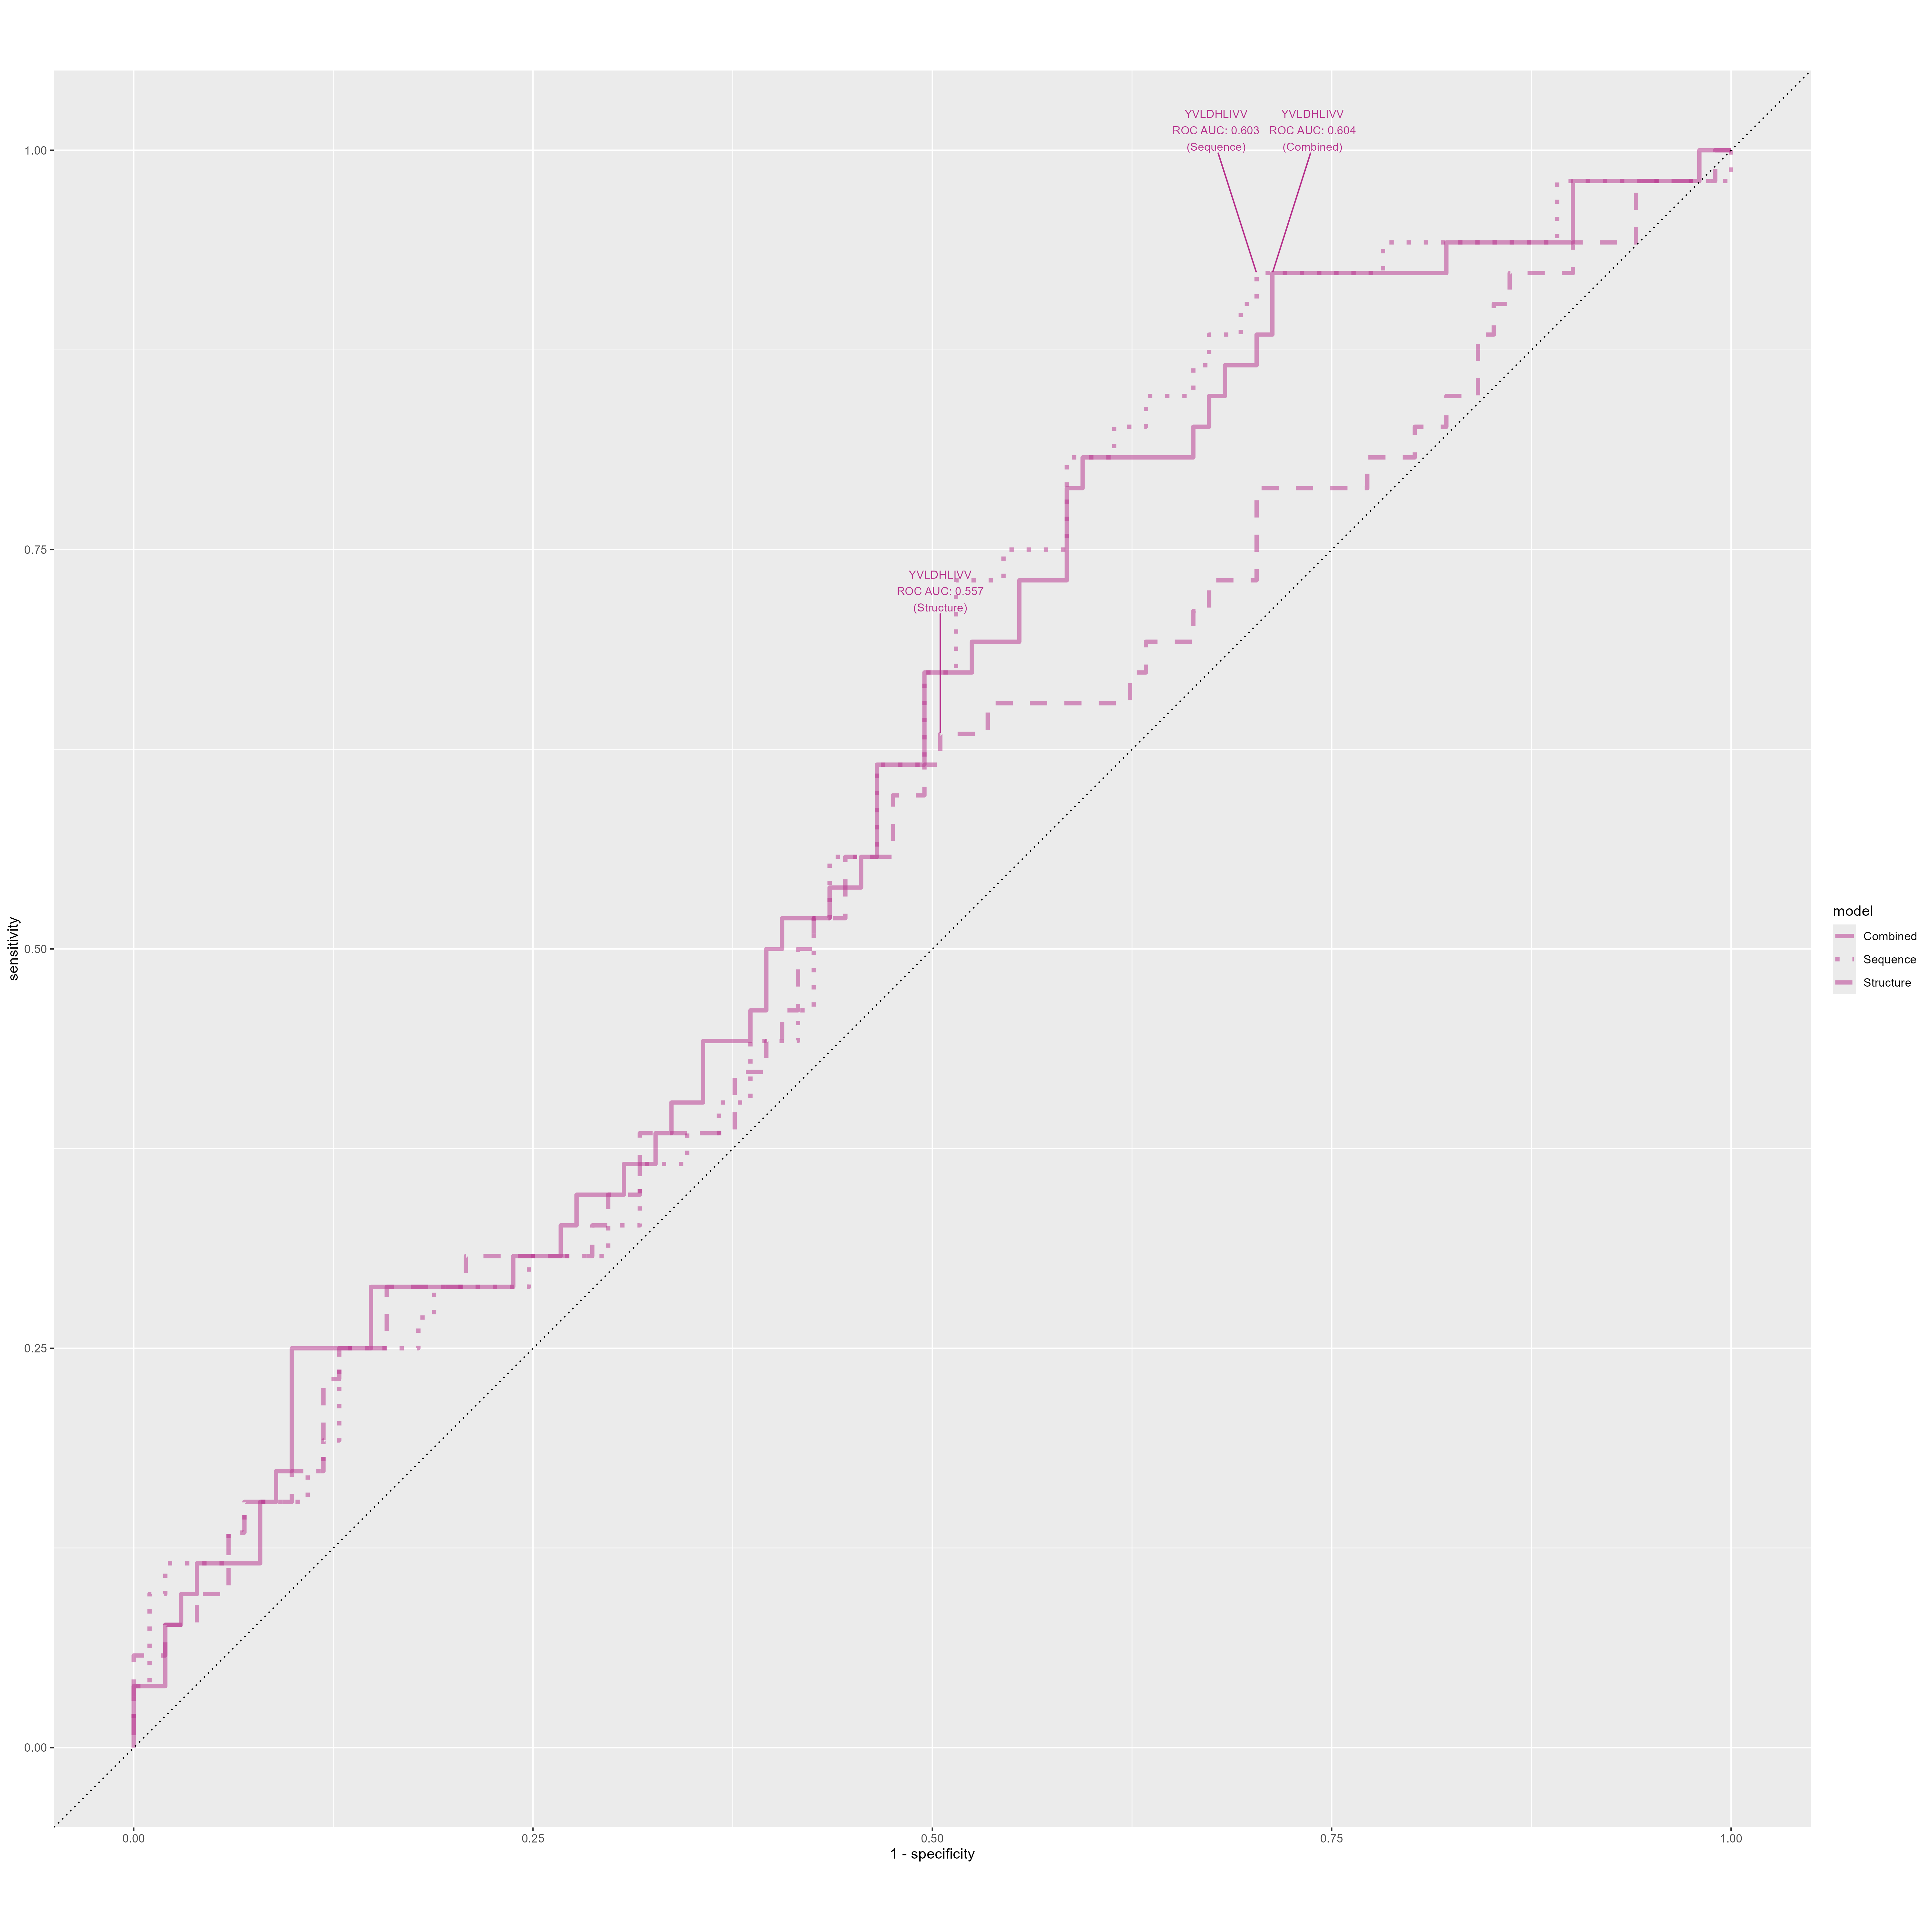 YVLDHLIVV
ROC AUC: 0.603
(Sequence)
YVLDHLIVV
ROC AUC: 0.604
(Combined)
YVLDHLIVV
ROC AUC: 0.557
(Structure)
1.00
0.75
0.50
0.25
0.00
sensitivity
0.00
0.25
0.50
0.75
1.00
1 - specificity
model
Combined
Sequence
Structure